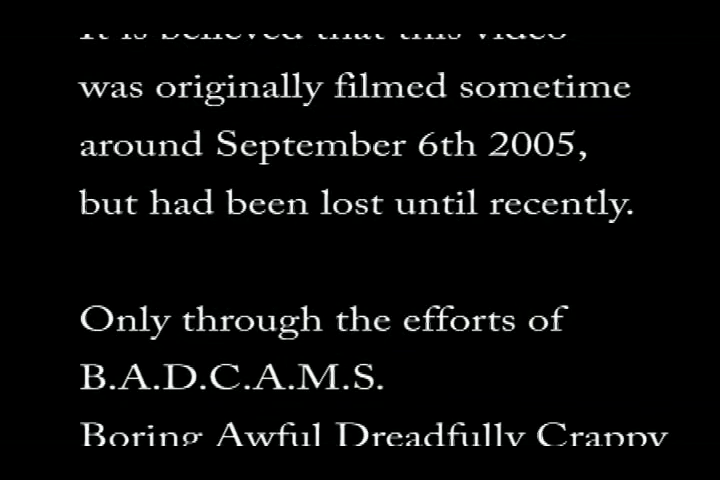 It is believed that this video
was originally filmed sometime
around September 6th 2005,
but had been lost until recently.
Only through the efforts of
B.A.D.C.A.M.S.
Boring Awful Dreadfully Crappy